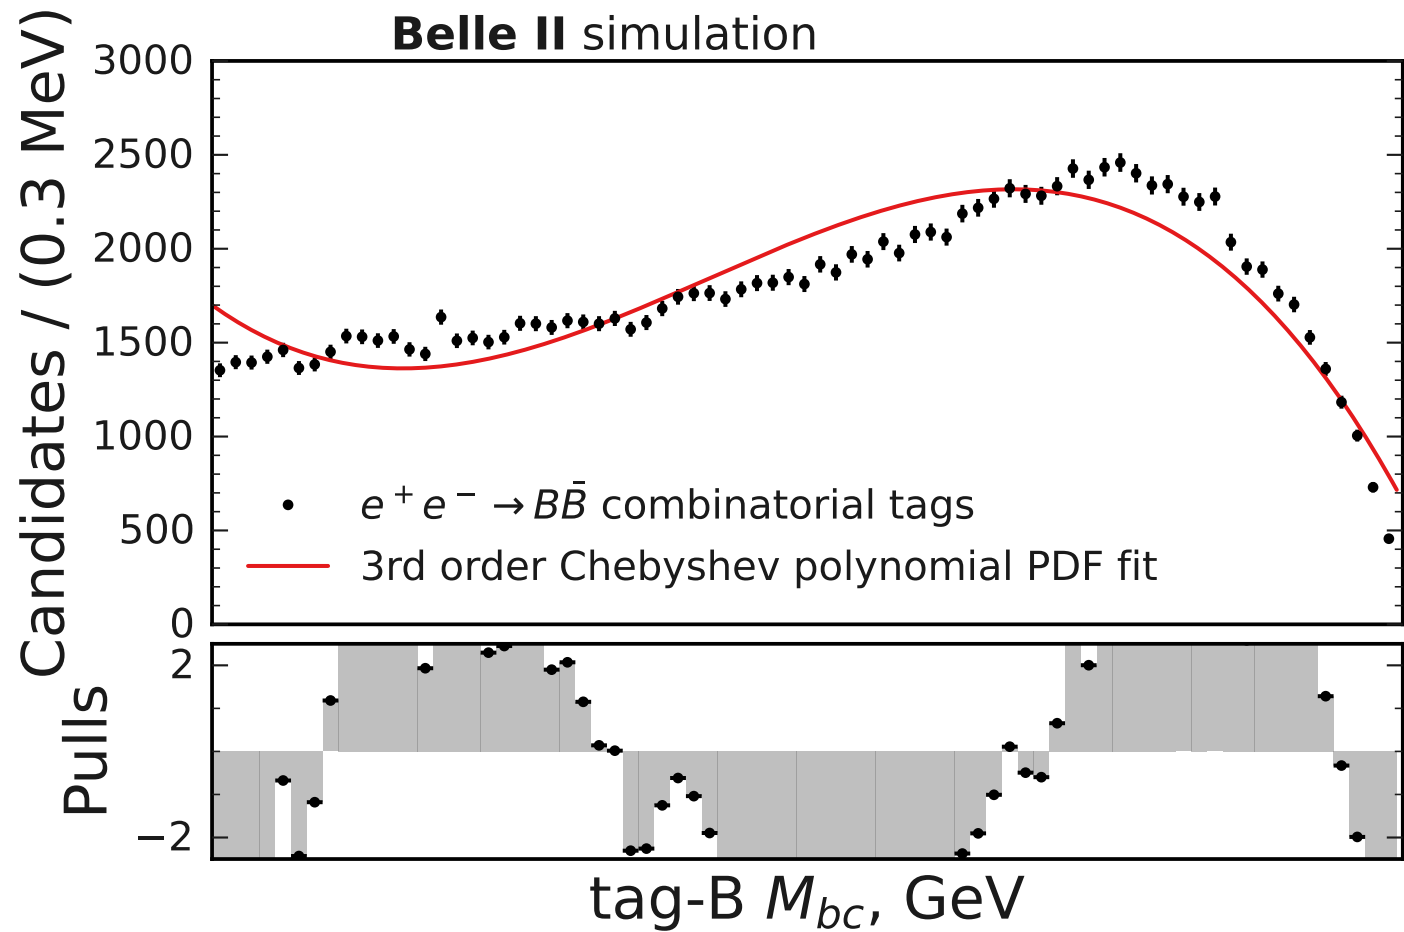 Belle II simulation
Candidates / (0.3 MeV)
3000
2500
2000
1500
1000
500
0
e⁺e⁻ → BB̄ combinatorial tags
3rd order Chebyshev polynomial PDF fit
Pulls
2
−2
tag-B M_bc, GeV